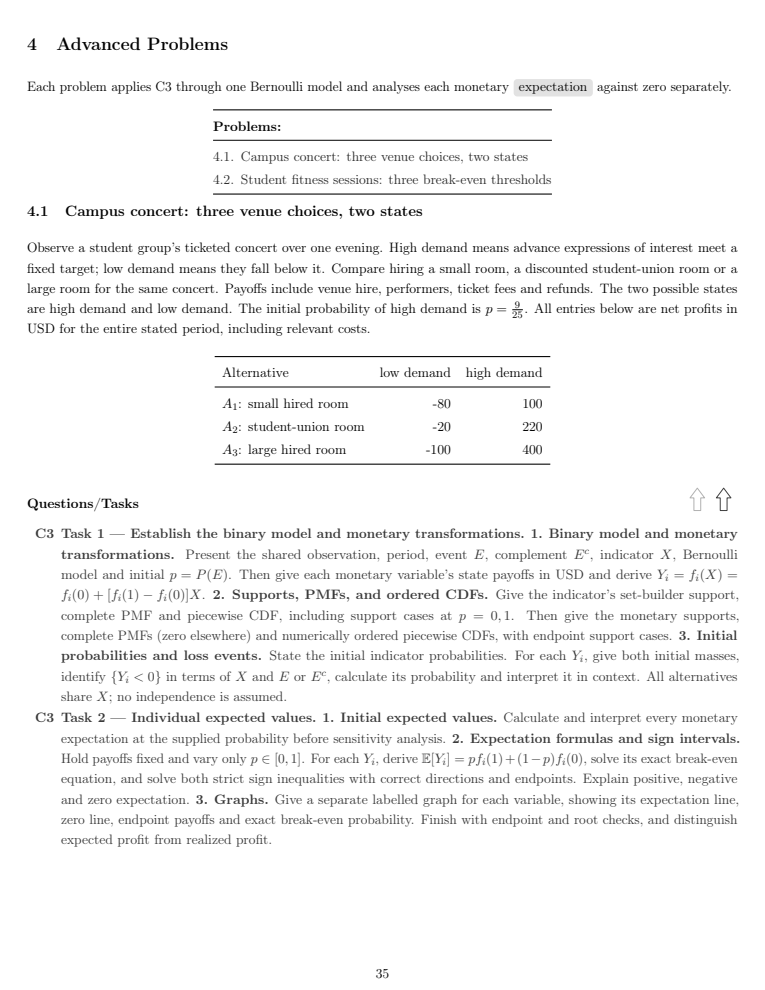 4 Advanced Problems
Each problem applies C3 through one Bernoulli model and analyses each monetary expectation against zero separately.
Problems:
4.1. Campus concert: three venue choices, two states
4.2. Student fitness sessions: three break-even thresholds
4.1 Campus concert: three venue choices, two states
Observe a student group's ticketed concert over one evening. High demand means advance expressions of interest meet a
fixed target; low demand means they fall below it. Compare hiring a small room, a discounted student-union room or a
large room for the same concert. Payoffs include venue hire, performers, ticket fees and refunds. The two possible states
are high demand and low demand. The initial probability of high demand is p = 9/25. All entries below are net profits in
USD for the entire stated period, including relevant costs.
Alternative low demand high demand
A₁: small hired room -80 100
A₂: student-union room -20 220
A₃: large hired room -100 400
Questions/Tasks
C3 Task 1 — Establish the binary model and monetary transformations. 1. Binary model and monetary
transformations. Present the shared observation, period, event E, complement Eᶜ, indicator X, Bernoulli
model and initial p = P(E). Then give each monetary variable's state payoffs in USD and derive Yᵢ = fᵢ(X) =
fᵢ(0) + [fᵢ(1) − fᵢ(0)]X. 2. Supports, PMFs, and ordered CDFs. Give the indicator's set-builder support,
complete PMF and piecewise CDF, including support cases at p = 0, 1. Then give the monetary supports,
complete PMFs (zero elsewhere) and numerically ordered piecewise CDFs, with endpoint support cases. 3. Initial
probabilities and loss events. State the initial indicator probabilities. For each Yᵢ, give both initial masses,
identify {Yᵢ < 0} in terms of X and E or Eᶜ, calculate its probability and interpret it in context. All alternatives
share X; no independence is assumed.
C3 Task 2 — Individual expected values. 1. Initial expected values. Calculate and interpret every monetary
expectation at the supplied probability before sensitivity analysis. 2. Expectation formulas and sign intervals.
Hold payoffs fixed and vary only p ∈ [0, 1]. For each Yᵢ, derive 𝔼[Yᵢ] = pfᵢ(1)+(1−p)fᵢ(0), solve its exact break-even
equation, and solve both strict sign inequalities with correct directions and endpoints. Explain positive, negative
and zero expectation. 3. Graphs. Give a separate labelled graph for each variable, showing its expectation line,
zero line, endpoint payoffs and exact break-even probability. Finish with endpoint and root checks, and distinguish
expected profit from realized profit.
35